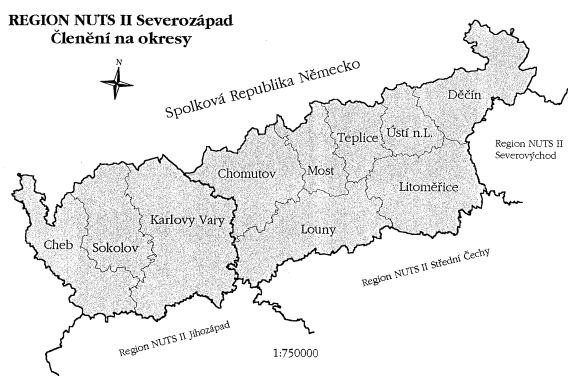 REGION NUTS II Severozápad
Členění na okresy
N
Spolková Republika Německo
Děčín
Ústí n.L.
Teplice
Region NUTS II
Severovýchod
Most
Chomutov
Litoměřice
Karlovy Vary
Louny
Cheb
Sokolov
Region NUTS II Střední Čechy
Region NUTS II Jihozápad
1:750000